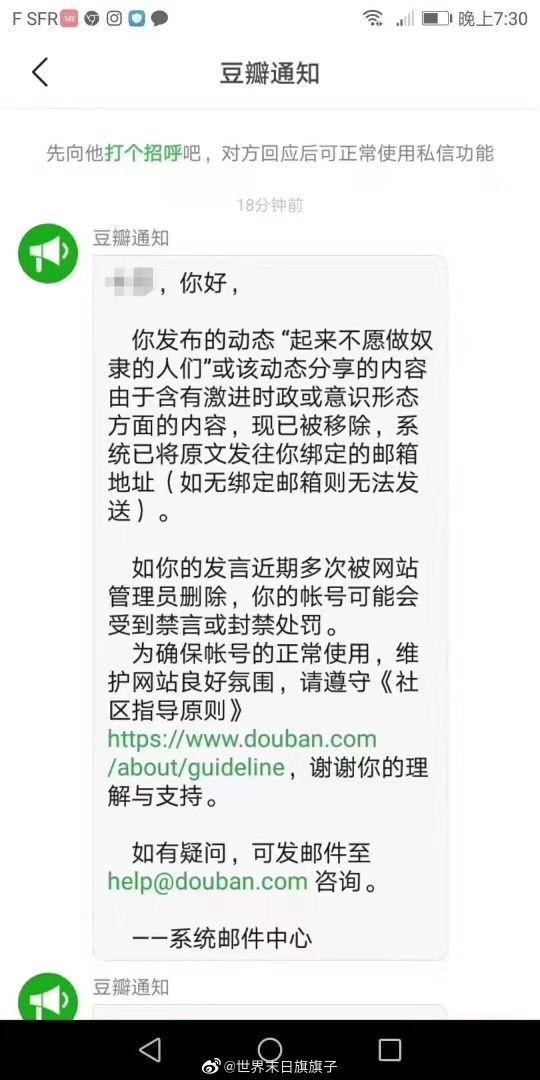 F SFR 晚上7:30
豆瓣通知
先向他打个招呼吧，对方回应后可正常使用私信功能
18分钟前
豆瓣通知
，你好，
你发布的动态 “起来不愿做奴
隶的人们”或该动态分享的内容
由于含有激进时政或意识形态
方面的内容，现已被移除，系
统已将原文发往你绑定的邮箱
地址（如无绑定邮箱则无法发
送）。
如你的发言近期多次被网站
管理员删除，你的帐号可能会
受到禁言或封禁处罚。
为确保帐号的正常使用，维
护网站良好氛围，请遵守《社
区指导原则》
https://www.douban.com
/about/guideline，谢谢你的理
解与支持。
如有疑问，可发邮件至
help@douban.com 咨询。
——系统邮件中心
豆瓣通知
@世界末日旗旗子